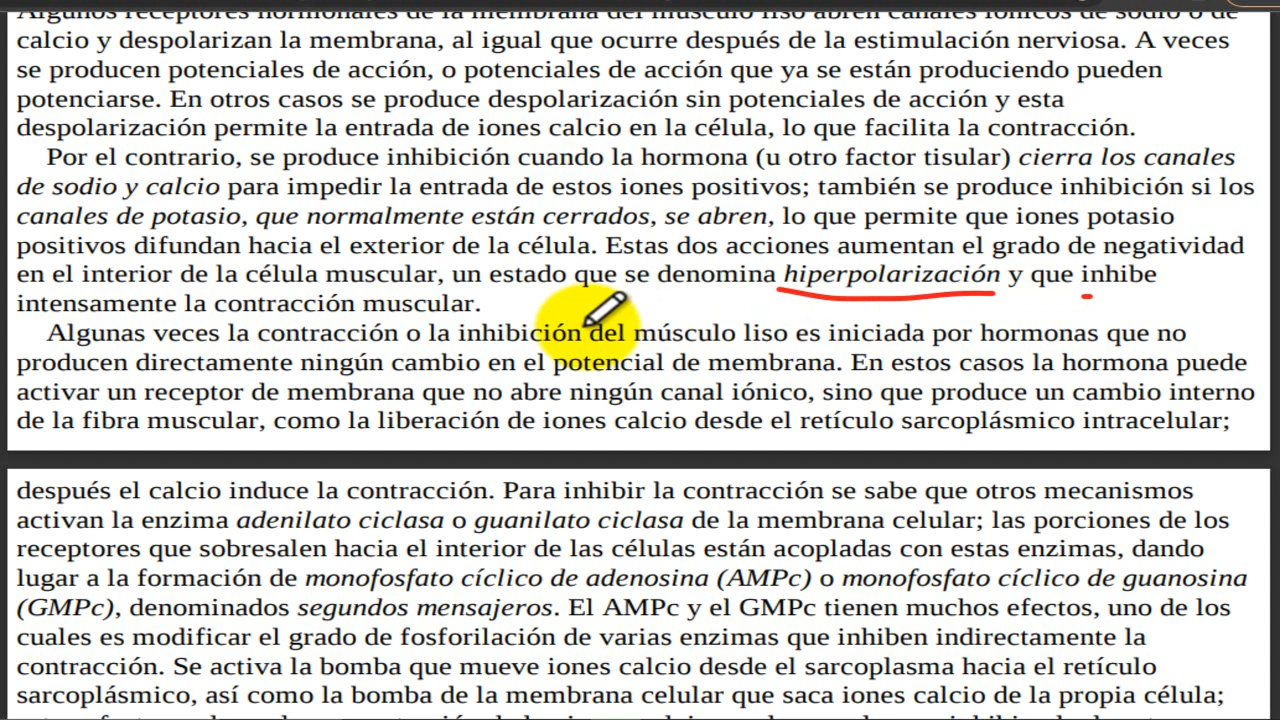 Algunos receptores hormonales de la membrana del músculo liso abren canales iónicos de sodio o de
calcio y despolarizan la membrana, al igual que ocurre después de la estimulación nerviosa. A veces
se producen potenciales de acción, o potenciales de acción que ya se están produciendo pueden
potenciarse. En otros casos se produce despolarización sin potenciales de acción y esta
despolarización permite la entrada de iones calcio en la célula, lo que facilita la contracción.
Por el contrario, se produce inhibición cuando la hormona (u otro factor tisular) cierra los canales
de sodio y calcio para impedir la entrada de estos iones positivos; también se produce inhibición si los
canales de potasio, que normalmente están cerrados, se abren, lo que permite que iones potasio
positivos difundan hacia el exterior de la célula. Estas dos acciones aumentan el grado de negatividad
en el interior de la célula muscular, un estado que se denomina hiperpolarización y que inhibe
intensamente la contracción muscular.
Algunas veces la contracción o la inhibición del músculo liso es iniciada por hormonas que no
producen directamente ningún cambio en el potencial de membrana. En estos casos la hormona puede
activar un receptor de membrana que no abre ningún canal iónico, sino que produce un cambio interno
de la fibra muscular, como la liberación de iones calcio desde el retículo sarcoplásmico intracelular;
después el calcio induce la contracción. Para inhibir la contracción se sabe que otros mecanismos
activan la enzima adenilato ciclasa o guanilato ciclasa de la membrana celular; las porciones de los
receptores que sobresalen hacia el interior de las células están acopladas con estas enzimas, dando
lugar a la formación de monofosfato cíclico de adenosina (AMPc) o monofosfato cíclico de guanosina
(GMPc), denominados segundos mensajeros. El AMPc y el GMPc tienen muchos efectos, uno de los
cuales es modificar el grado de fosforilación de varias enzimas que inhiben indirectamente la
contracción. Se activa la bomba que mueve iones calcio desde el sarcoplasma hacia el retículo
sarcoplásmico, así como la bomba de la membrana celular que saca iones calcio de la propia célula;